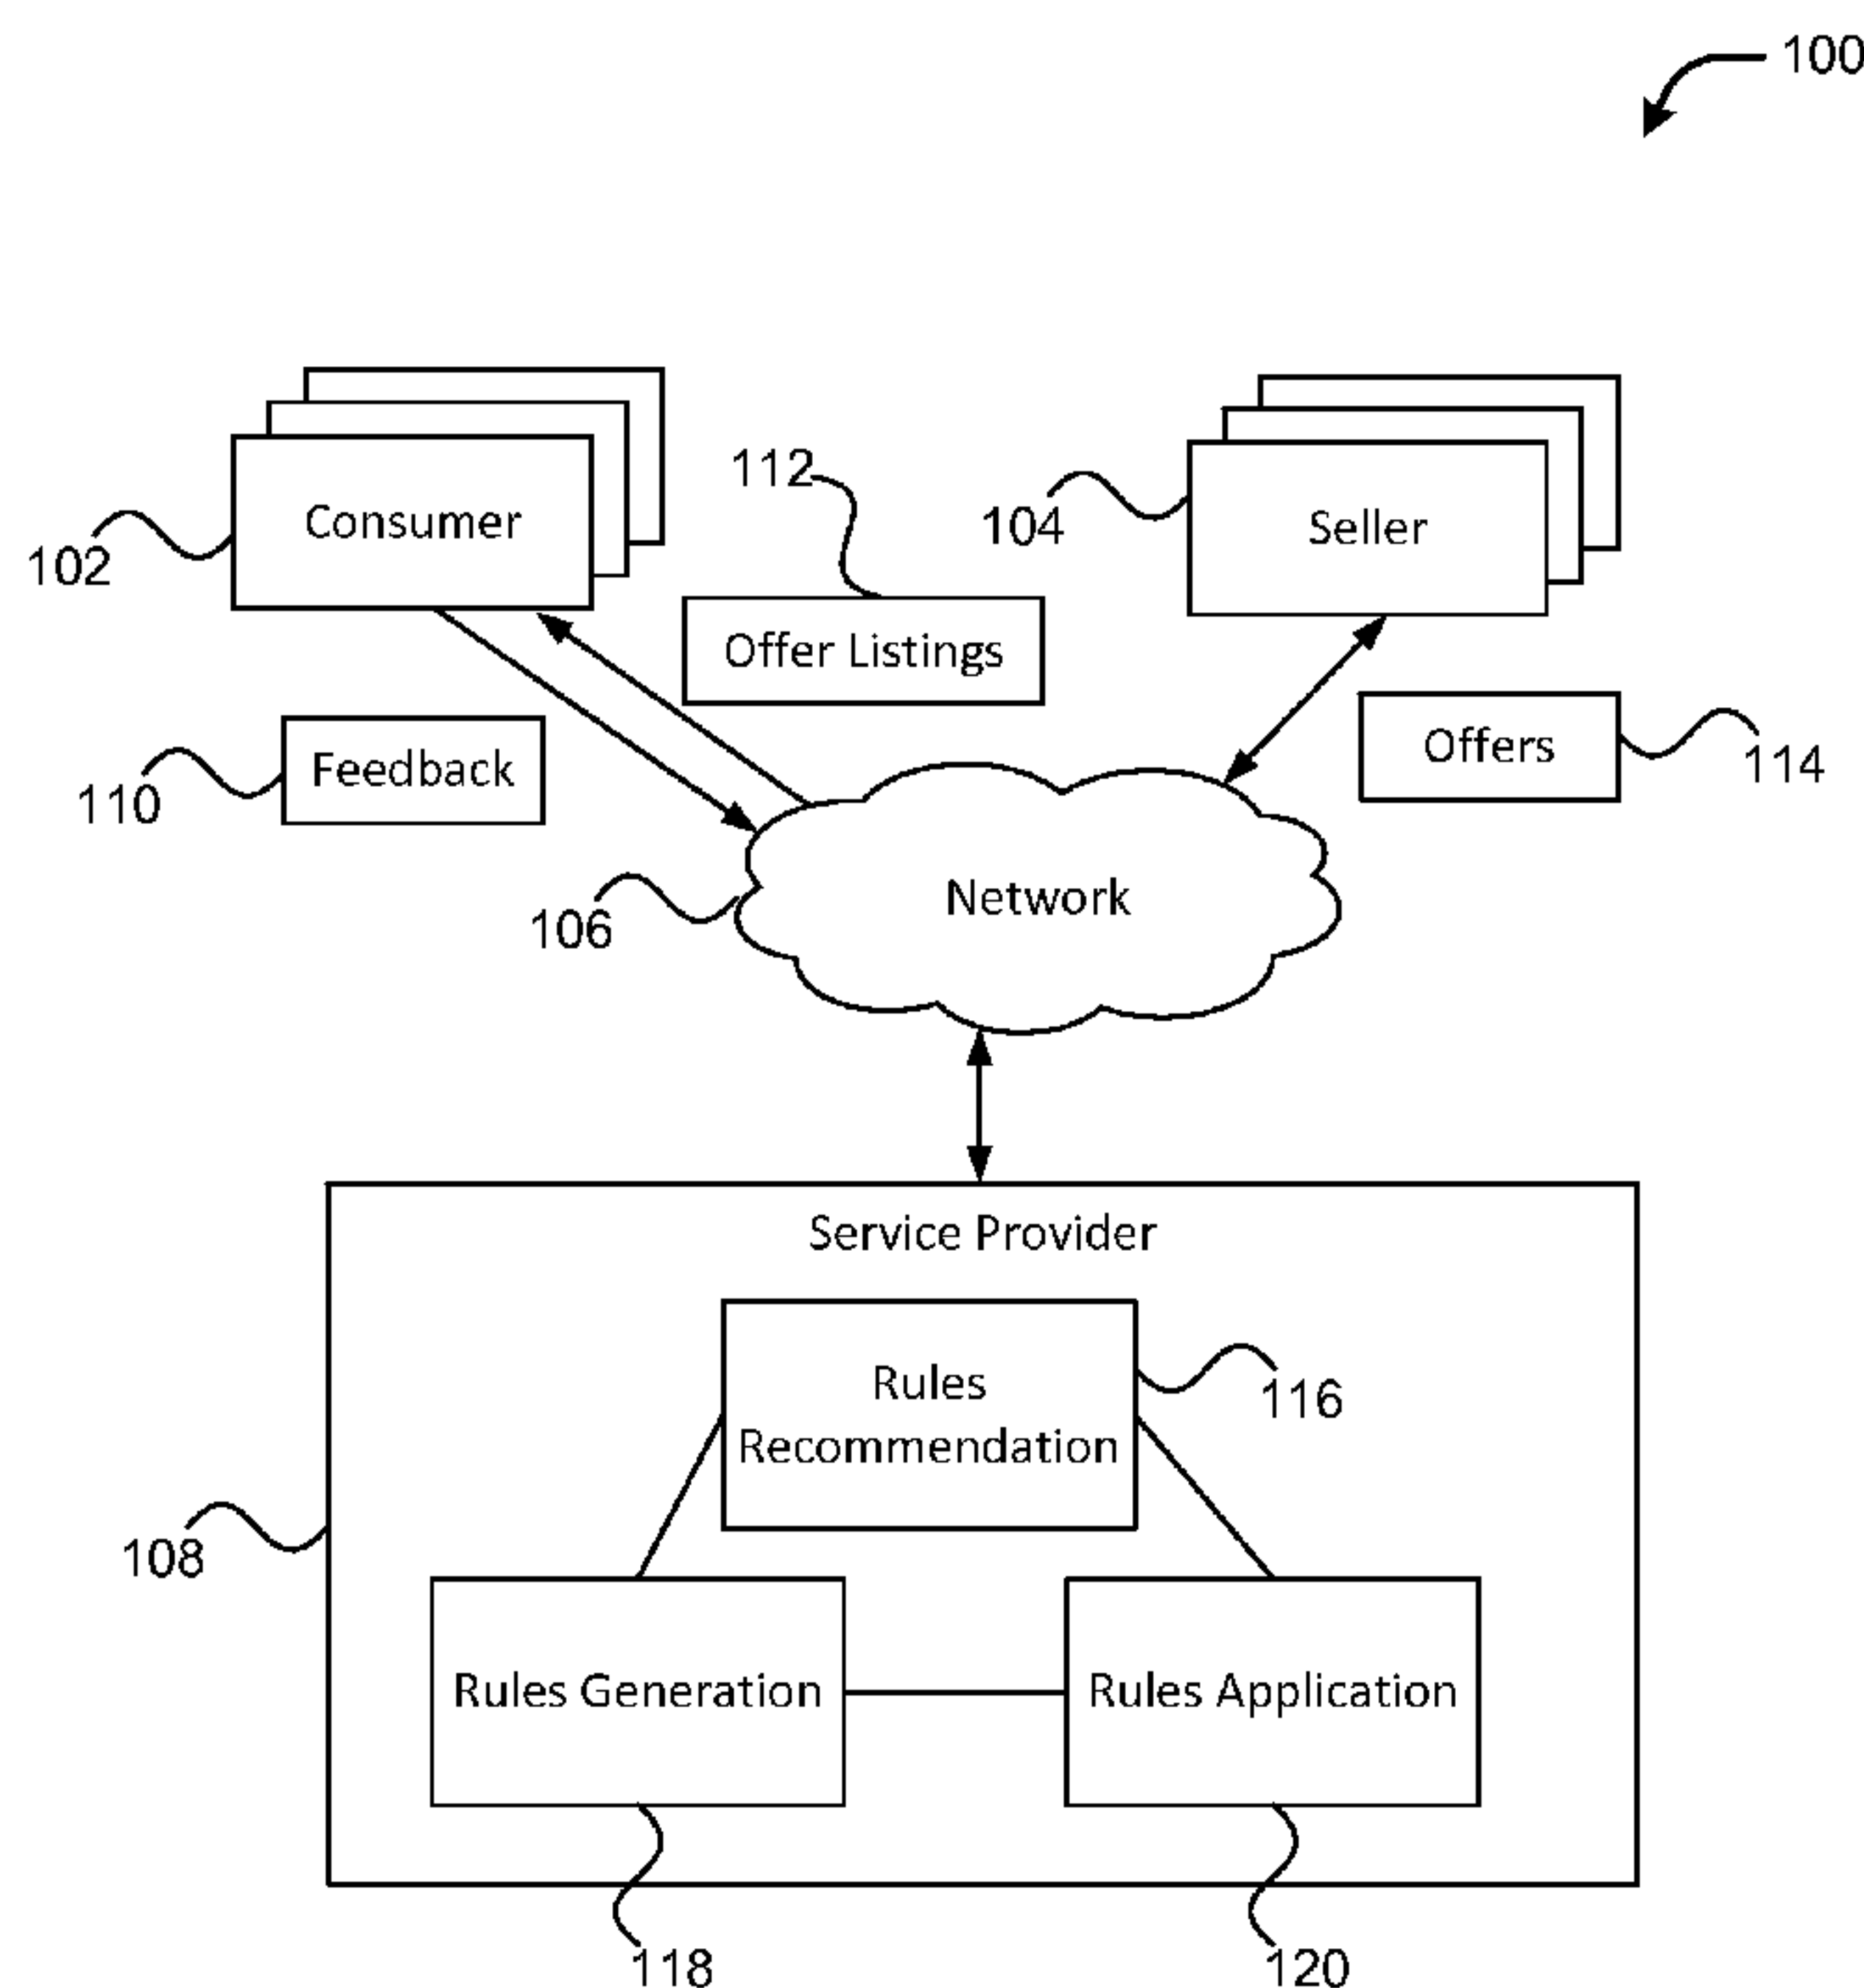 100
Consumer
102
112
104
Seller
Offer Listings
110
Feedback
Offers
114
106
Network
Service Provider
Rules
Recommendation
116
108
Rules Generation
Rules Application
118
120